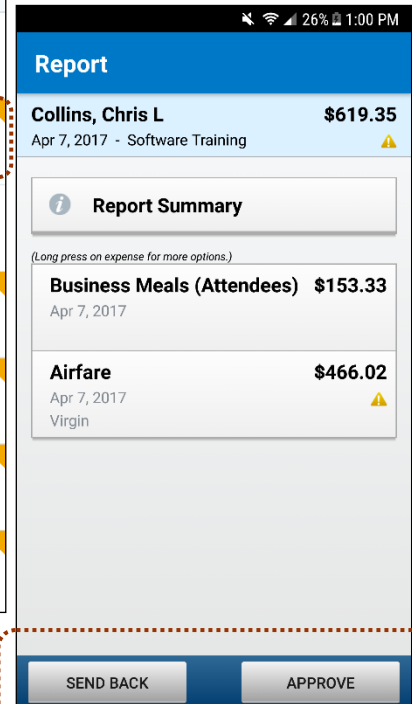 26% 1:00 PM
Report
Collins, Chris L $619.35
Apr 7, 2017 - Software Training
Report Summary
(Long press on expense for more options.)
Business Meals (Attendees) $153.33
Apr 7, 2017
Airfare $466.02
Apr 7, 2017
Virgin
SEND BACK APPROVE